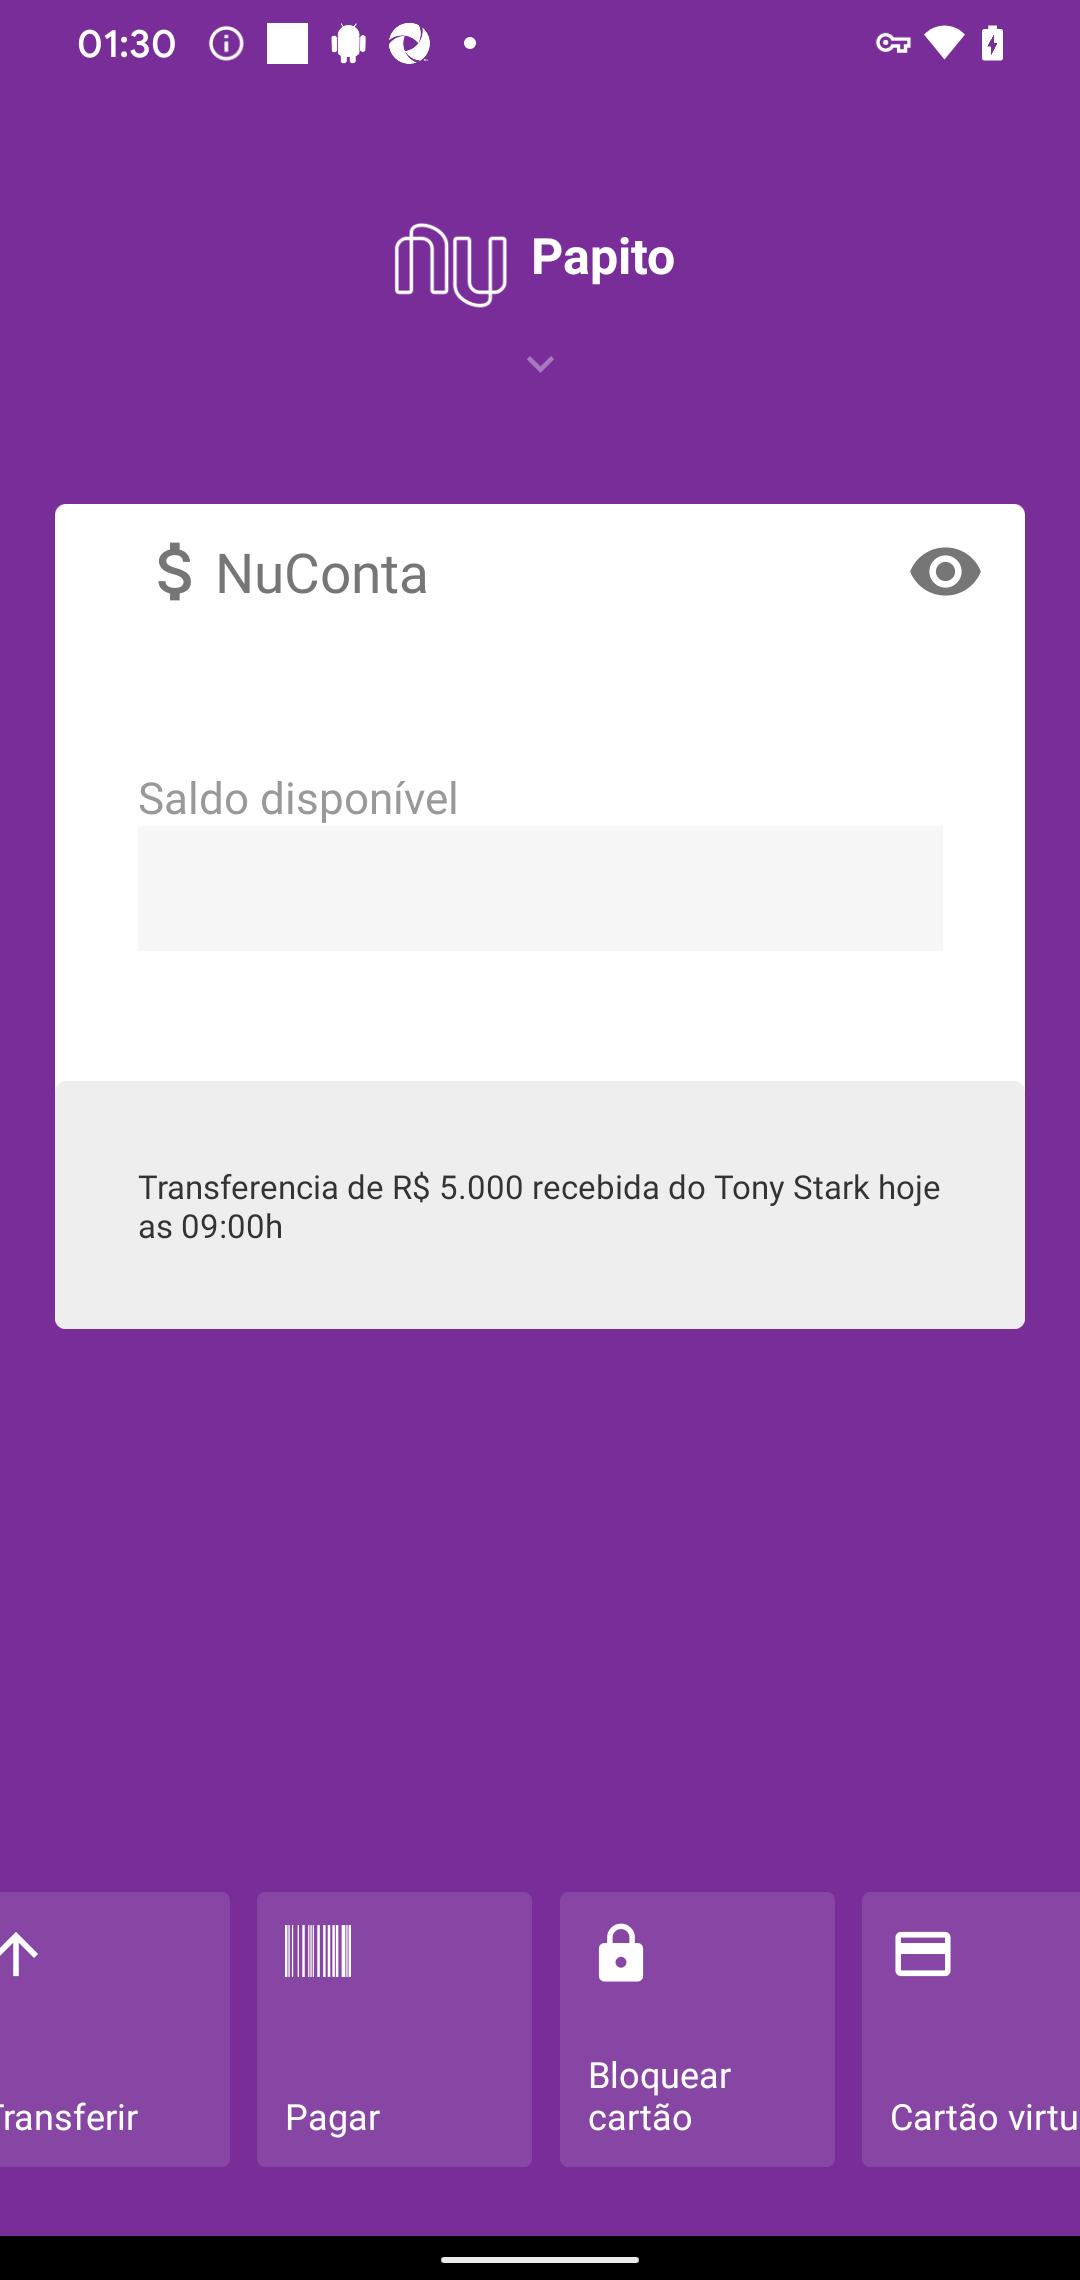 01:30
nu Papito
$ NuConta
Saldo disponível
Transferencia de R$ 5.000 recebida do Tony Stark hoje
as 09:00h
Transferir
Pagar
Bloquear
cartão
Cartão virtu